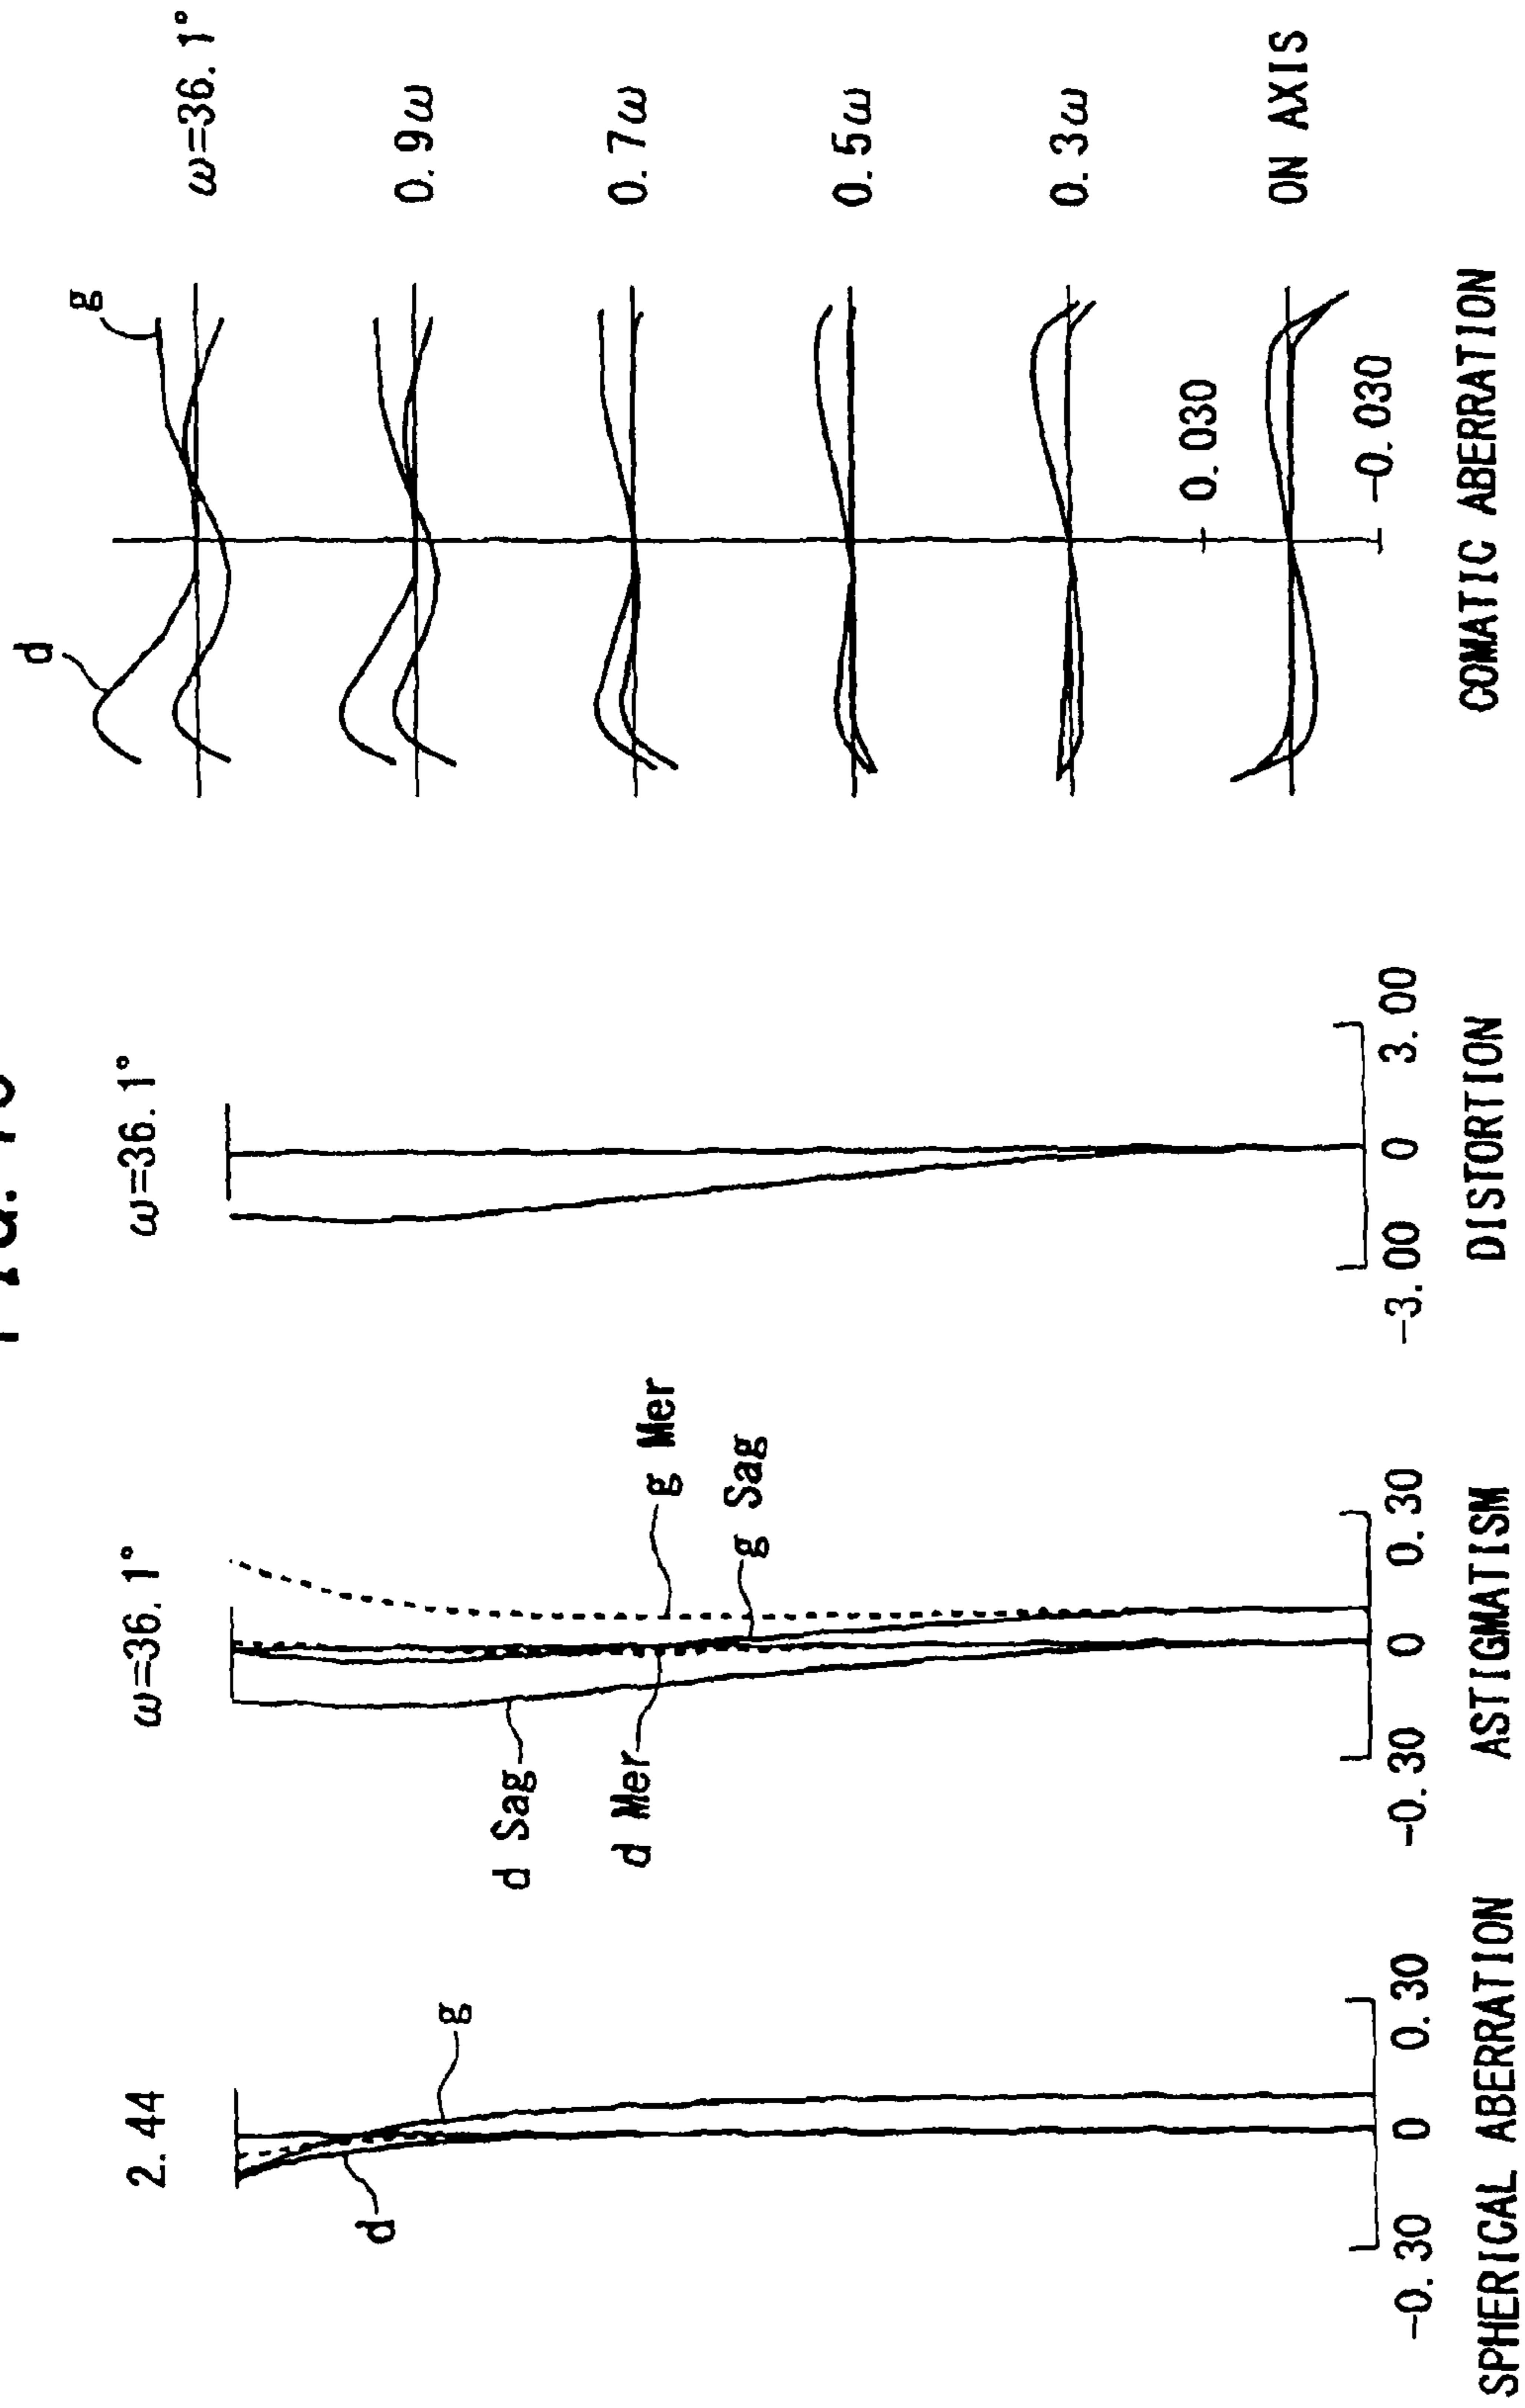 2. 44
d
g
-0. 30
0
0. 30
SPHERICAL ABERRATION
ω=36. 1°
d Sag
d Mer
g Mer
g Sag
-0. 30
0
0. 30
ASTIGMATISM
ω=36. 1°
-3. 00
0
3. 00
DISTORTION
d
g
ω=36. 1°
0. 9ω
0. 7ω
0. 5ω
0. 3ω
0. 030
ON AXIS
-0. 030
COMATIC ABERRATION